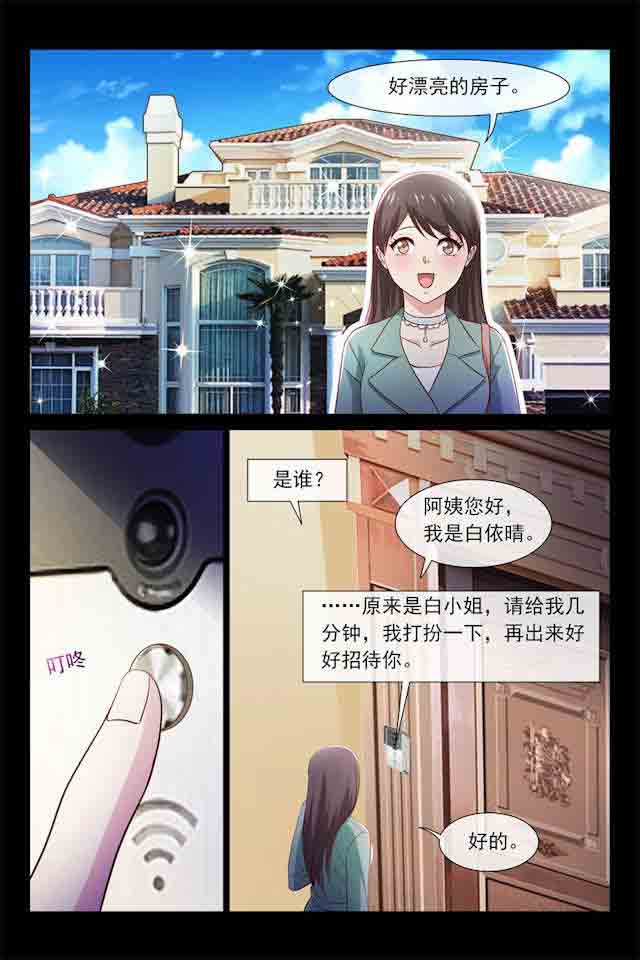 好漂亮的房子。
叮咚
是谁？
阿姨您好，
我是白依晴。
……原来是白小姐，请给我几
分钟，我打扮一下，再出来好
好招待你。
好的。